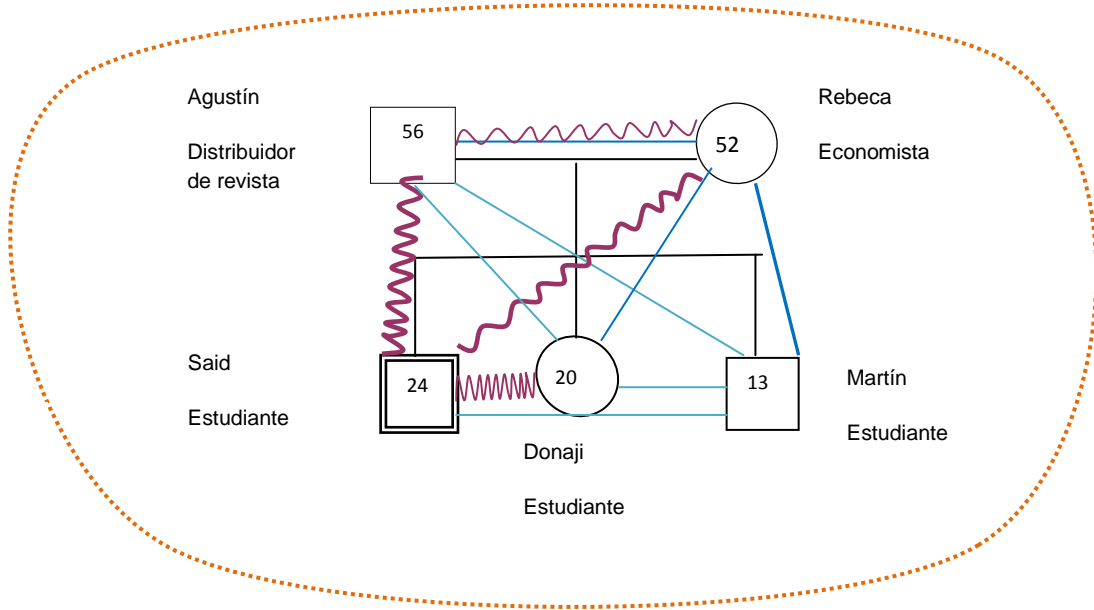 Agustín
Distribuidor
de revista
56
52
Rebeca
Economista
Said
Estudiante
24
20
13
Donaji
Estudiante
Martín
Estudiante